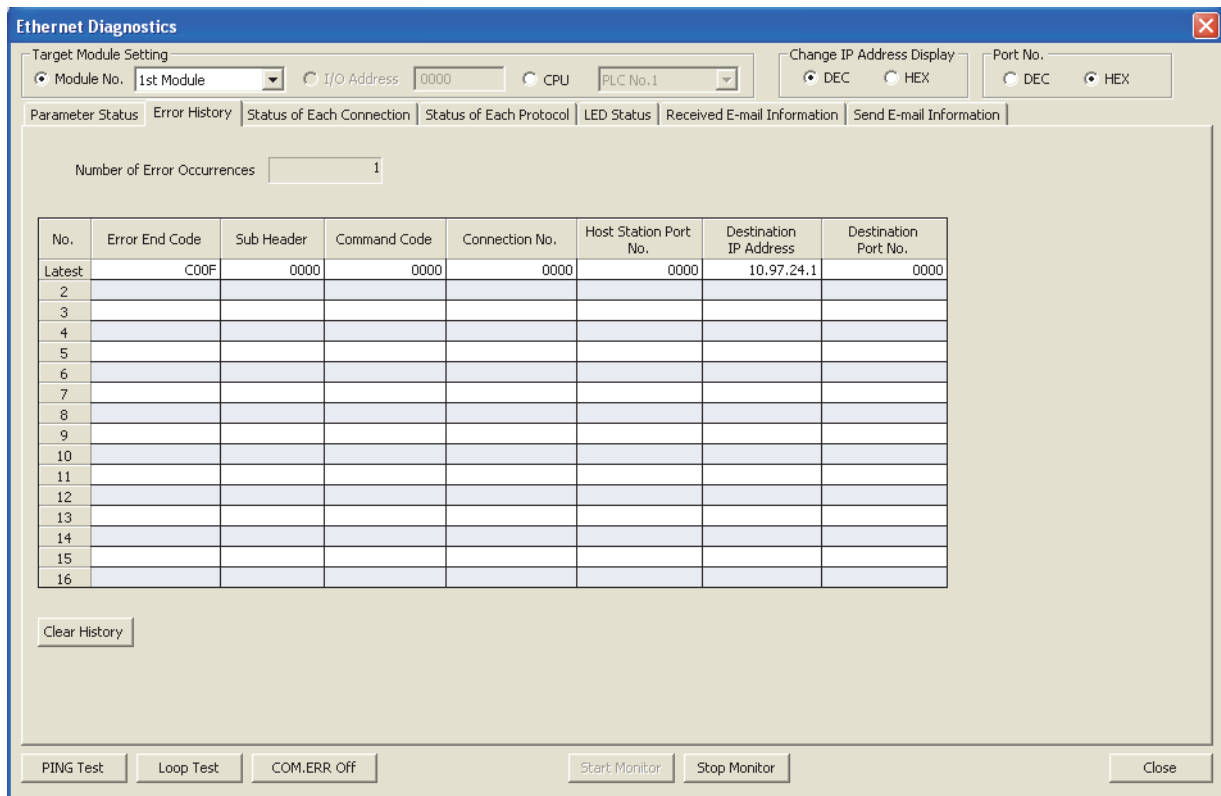 Ethernet Diagnostics
Target Module Setting
Module No. 1st Module I/O Address 0000 CPU PLC No.1
Change IP Address Display
DEC HEX
Port No.
DEC HEX
Parameter Status Error History Status of Each Connection Status of Each Protocol LED Status Received E-mail Information Send E-mail Information
Number of Error Occurrences 1
No. Error End Code Sub Header Command Code Connection No. Host Station Port No. Destination IP Address Destination Port No.
Latest C00F 0000 0000 0000 0000 10.97.24.1 0000
2
3
4
5
6
7
8
9
10
11
12
13
14
15
16
Clear History
PING Test Loop Test COM.ERR Off Start Monitor Stop Monitor Close